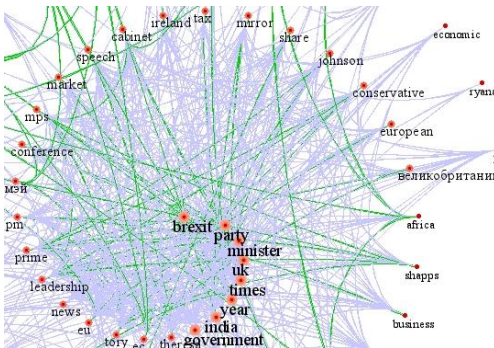 ireland
tax
mirror
cabinet
share
economic
speech
johnson
market
conservative
mps
european
conference
великобритани
мэй
africa
pm
brexit
party
minister
prime
uk
shapps
leadership
times
news
year
business
eu
india
tory
government